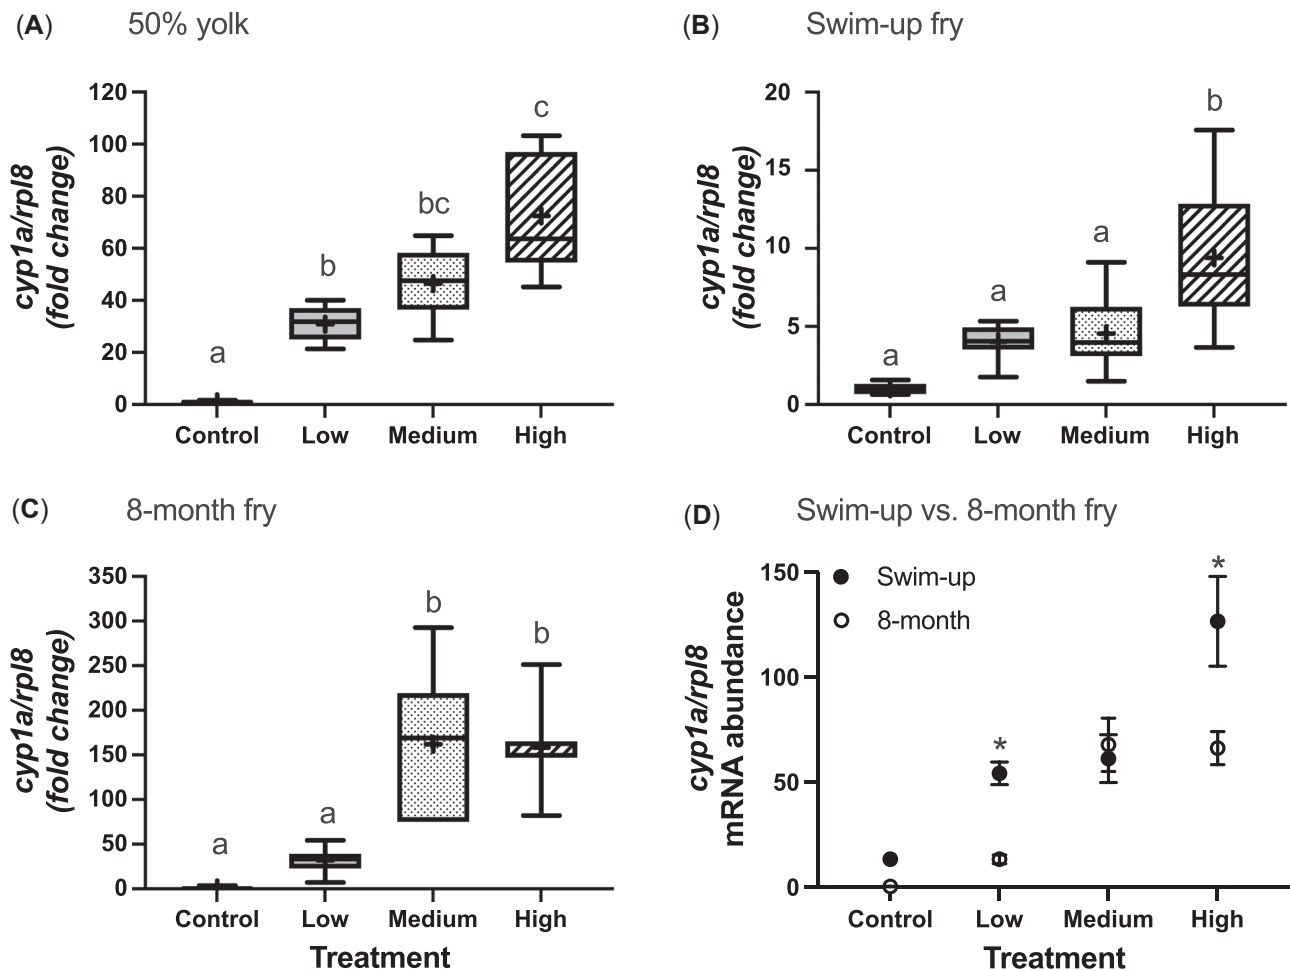 (A) 50% yolk
cyp1a/rpl8
(fold change)
120
100
80
60
40
20
0
a
b
bc
c
Control Low Medium High
(B) Swim-up fry
cyp1a/rpl8
(fold change)
20
15
10
5
0
a
a
a
b
Control Low Medium High
(C) 8-month fry
cyp1a/rpl8
(fold change)
350
300
250
200
150
100
50
0
a
a
b
b
Control Low Medium High
Treatment
(D) Swim-up vs. 8-month fry
cyp1a/rpl8
mRNA abundance
150
100
50
0
Swim-up
8-month
*
*
Control Low Medium High
Treatment